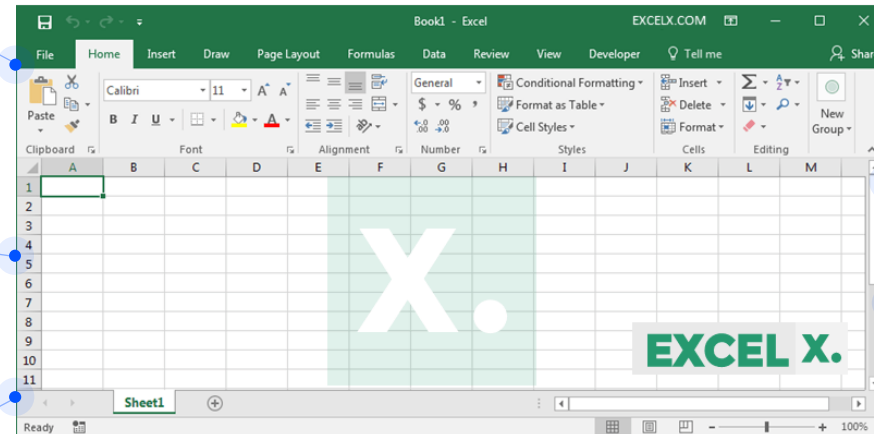 Book1 - Excel EXCELX.COM
File Home Insert Draw Page Layout Formulas Data Review View Developer Tell me Shar
Calibri 11 A A General Conditional Formatting Insert
Paste $ % , Format as Table Delete New
B I U A .00 .00 Cell Styles Format Group
Clipboard Font Alignment Number Styles Cells Editing
A B C D E F G H I J K L M
1
2
3
4
5
6
7
8
9
10
11
X.
EXCEL X.
Sheet1
Ready 100%